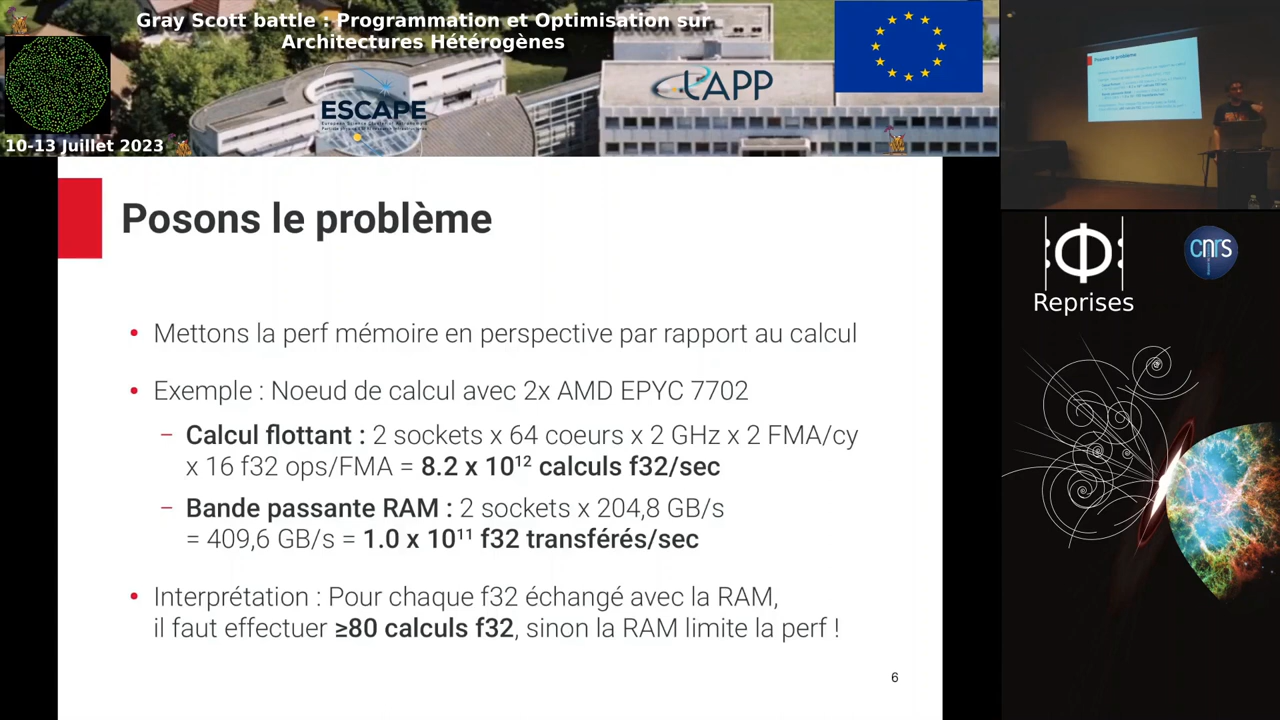 Gray Scott battle : Programmation et Optimisation sur
Architectures Hétérogènes
ESCAPE
LAPP
10-13 Juillet 2023
Posons le problème
• Mettons la perf mémoire en perspective par rapport au calcul
• Exemple : Noeud de calcul avec 2x AMD EPYC 7702
– Calcul flottant : 2 sockets x 64 coeurs x 2 GHz x 2 FMA/cy
x 16 f32 ops/FMA = 8.2 x 10¹² calculs f32/sec
– Bande passante RAM : 2 sockets x 204,8 GB/s
= 409,6 GB/s = 1.0 x 10¹¹ f32 transférés/sec
• Interprétation : Pour chaque f32 échangé avec la RAM,
il faut effectuer ≥80 calculs f32, sinon la RAM limite la perf !
6
Posons le problème
Reprises
cnrs